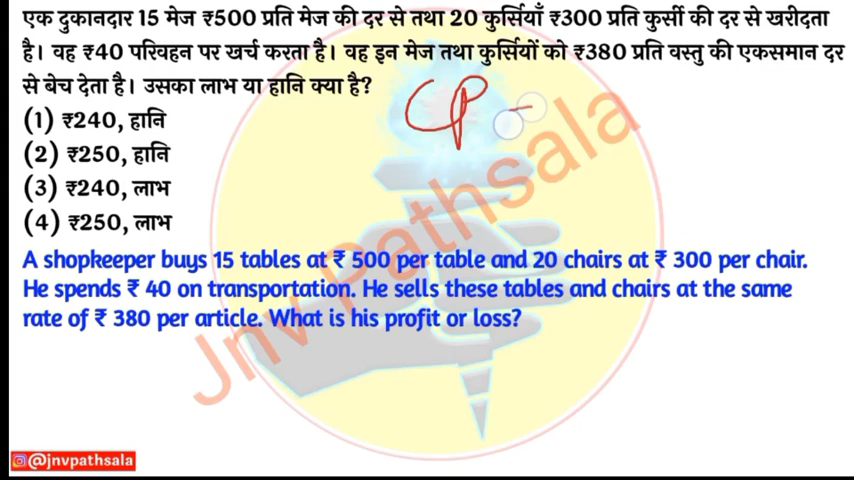 एक दुकानदार 15 मेज ₹500 प्रति मेज की दर से तथा 20 कुर्सियाँ ₹300 प्रति कुर्सी की दर से खरीदता
है। वह ₹40 परिवहन पर खर्च करता है। वह इन मेज तथा कुर्सियों को ₹380 प्रति वस्तु की एकसमान दर
से बेच देता है। उसका लाभ या हानि क्या है?
CP -
(1) ₹240, हानि
(2) ₹250, हानि
(3) ₹240, लाभ
(4) ₹250, लाभ
A shopkeeper buys 15 tables at ₹ 500 per table and 20 chairs at ₹ 300 per chair.
He spends ₹ 40 on transportation. He sells these tables and chairs at the same
rate of ₹ 380 per article. What is his profit or loss?
Jnv Pathsala
@jnvpathsala